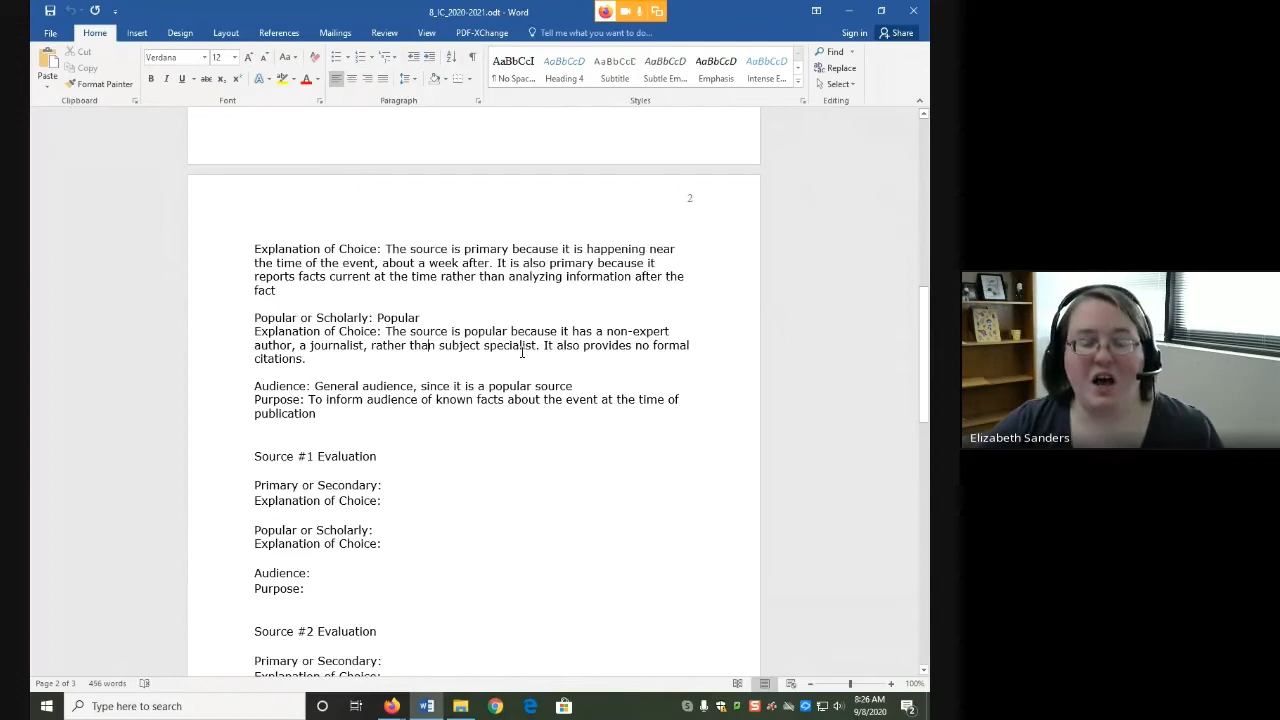 8_IC_2020-2021.odt - Word
File
Home
Insert
Design
Layout
References
Mailings
Review
View
PDF-XChange
Tell me what you want to do...
Sign in
Share
Paste
Cut
Copy
Format Painter
Verdana
12
AaBbCcI
AaBbCcD
AaBbCcD
AaBbCcD
AaBbCcD
AaBbCcD
¶ No Spac...
Heading 4
Subtitle
Subtle Em...
Emphasis
Intense E...
Find
Replace
Select
Clipboard
Font
Paragraph
Styles
Editing
2
Explanation of Choice: The source is primary because it is happening near
the time of the event, about a week after. It is also primary because it
reports facts current at the time rather than analyzing information after the
fact
Popular or Scholarly: Popular
Explanation of Choice: The source is popular because it has a non-expert
author, a journalist, rather than subject specialist. It also provides no formal
citations.
Audience: General audience, since it is a popular source
Purpose: To inform audience of known facts about the event at the time of
publication
Source #1 Evaluation
Primary or Secondary:
Explanation of Choice:
Popular or Scholarly:
Explanation of Choice:
Audience:
Purpose:
Source #2 Evaluation
Primary or Secondary:
Explanation of Choice:
Elizabeth Sanders
Page 2 of 3
456 words
100%
Type here to search
8:26 AM
9/8/2020